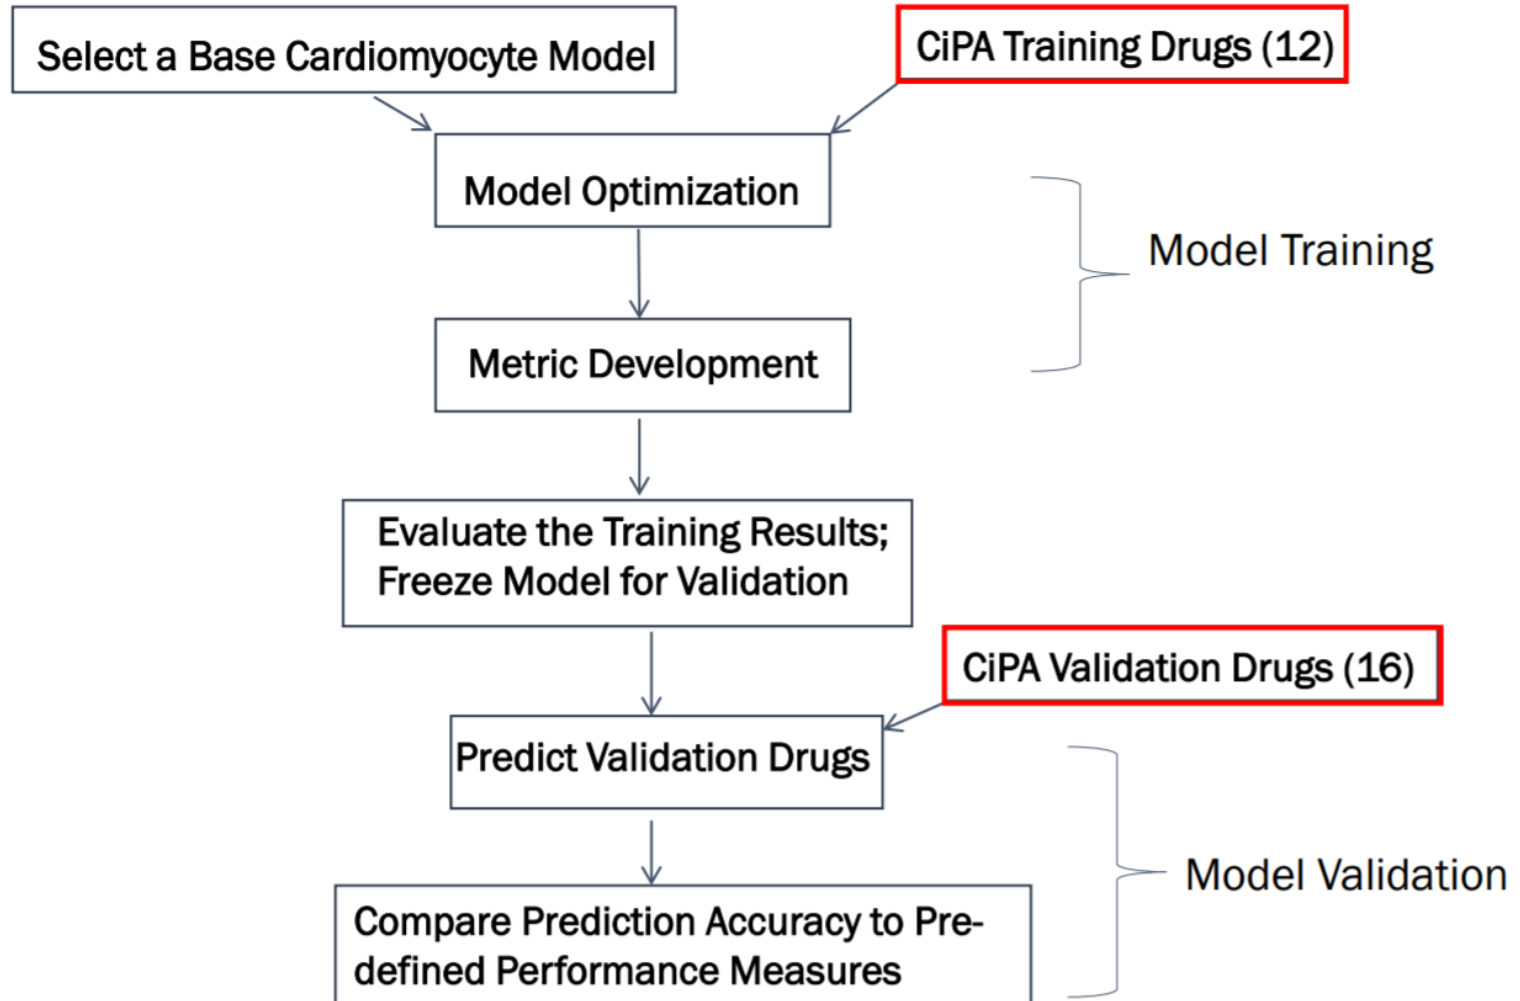 Select a Base Cardiomyocyte Model
CiPA Training Drugs (12)
Model Optimization
Model Training
Metric Development
Evaluate the Training Results;
Freeze Model for Validation
CiPA Validation Drugs (16)
Predict Validation Drugs
Model Validation
Compare Prediction Accuracy to Pre-
defined Performance Measures